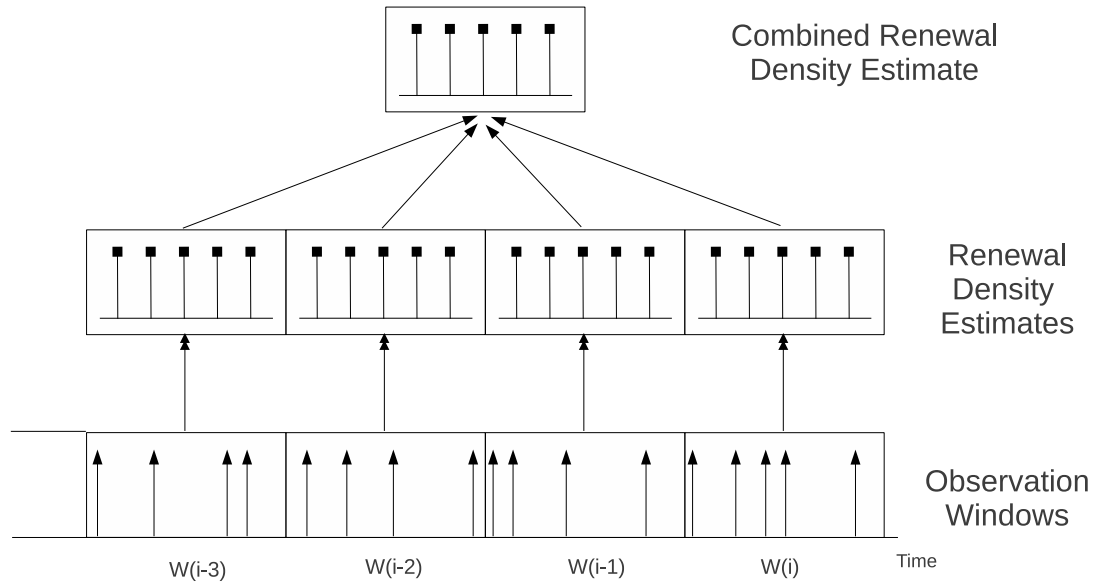 Combined Renewal
Density Estimate
Renewal
Density
Estimates
Observation
Windows
W(i-3)
W(i-2)
W(i-1)
W(i)
Time